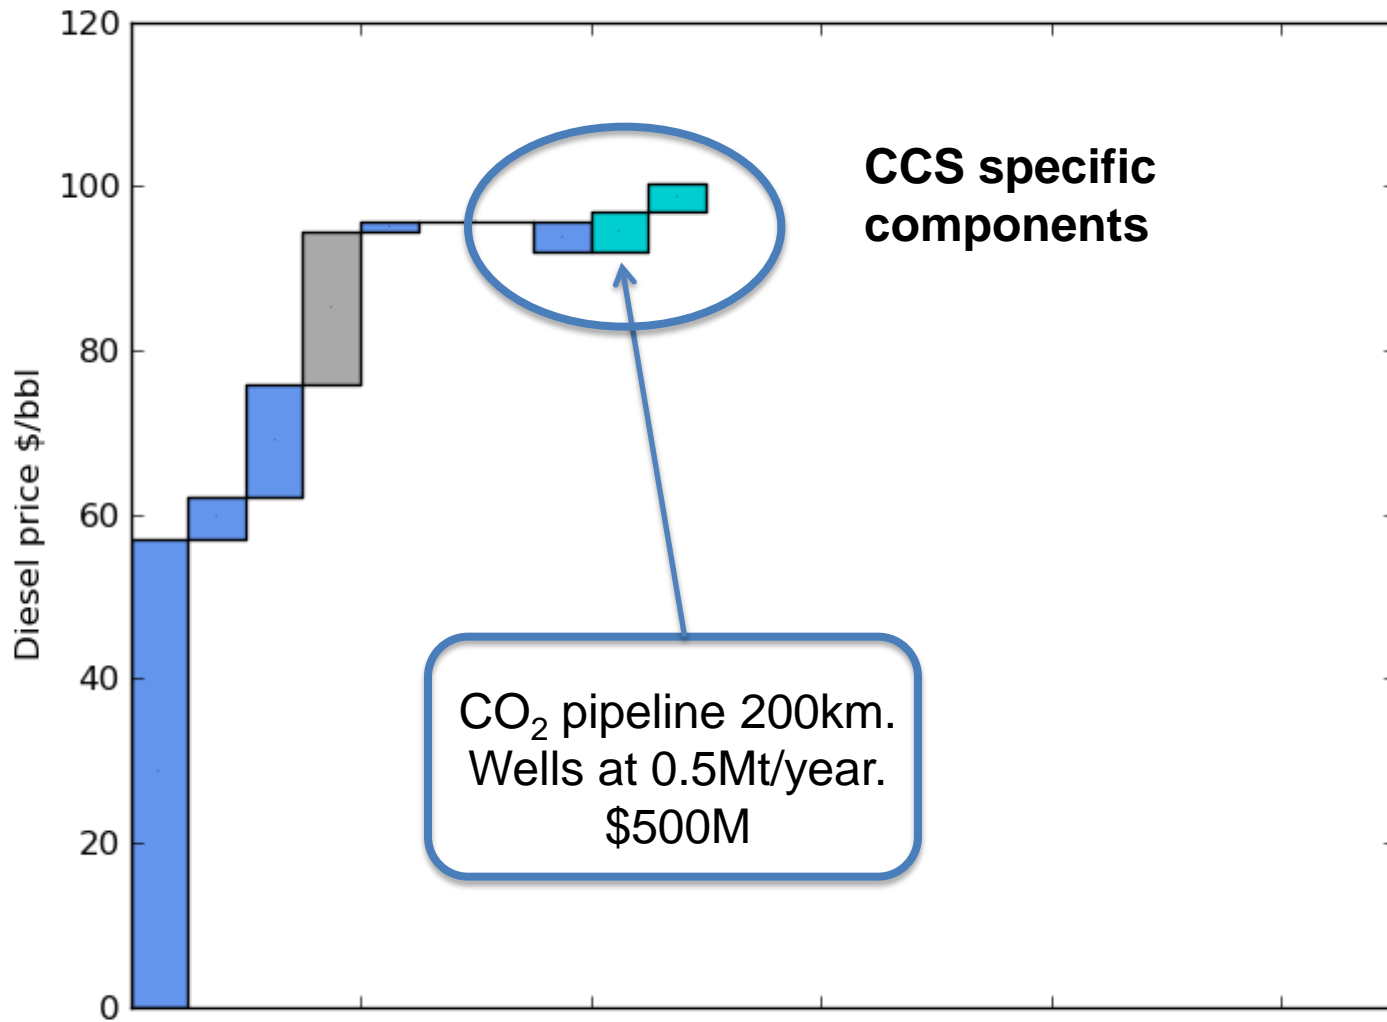 120
100
80
60
40
20
0
Diesel price $/bbl
CCS specific
components
CO₂ pipeline 200km.
Wells at 0.5Mt/year.
$500M